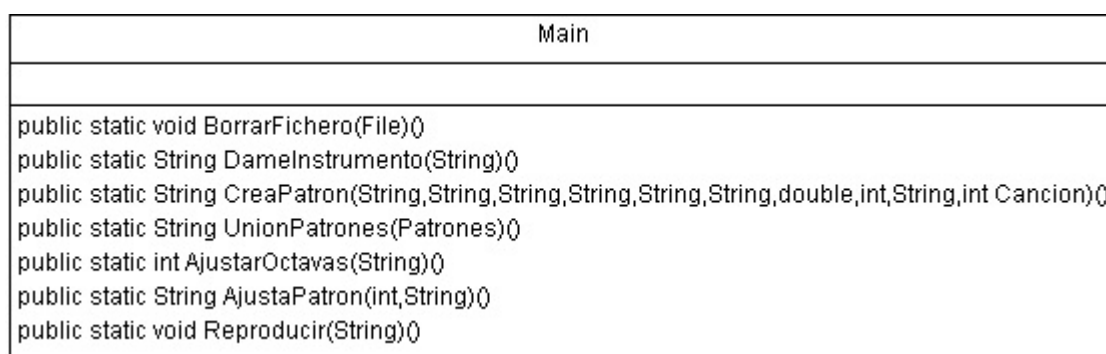 Main
public static void BorrarFichero(File)()
public static String DameInstrumento(String)()
public static String CreaPatron(String,String,String,String,String,String,double,int,String,int Cancion)()
public static String UnionPatrones(Patrones)()
public static int AjustarOctavas(String)()
public static String AjustaPatron(int,String)()
public static void Reproducir(String)()